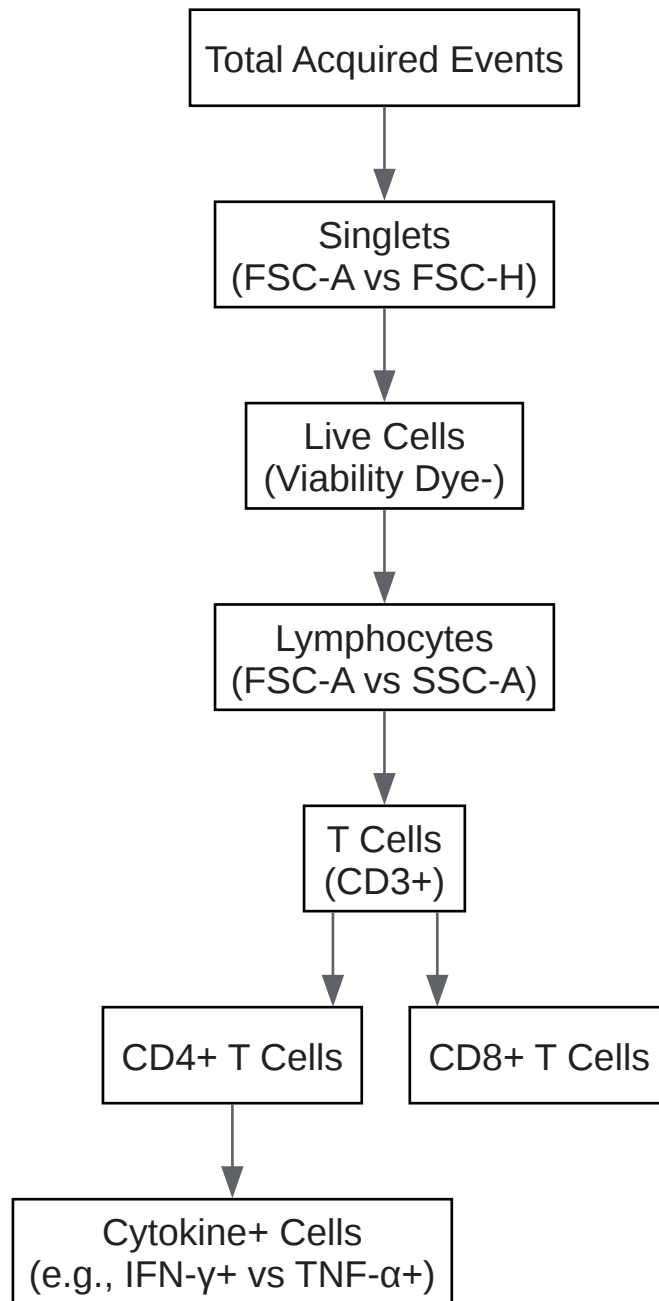 Total Acquired Events
Singlets
(FSC-A vs FSC-H)
Live Cells
(Viability Dye-)
Lymphocytes
(FSC-A vs SSC-A)
T Cells
(CD3+)
CD4+ T Cells
CD8+ T Cells
Cytokine+ Cells
(e.g., IFN-γ+ vs TNF-α+)